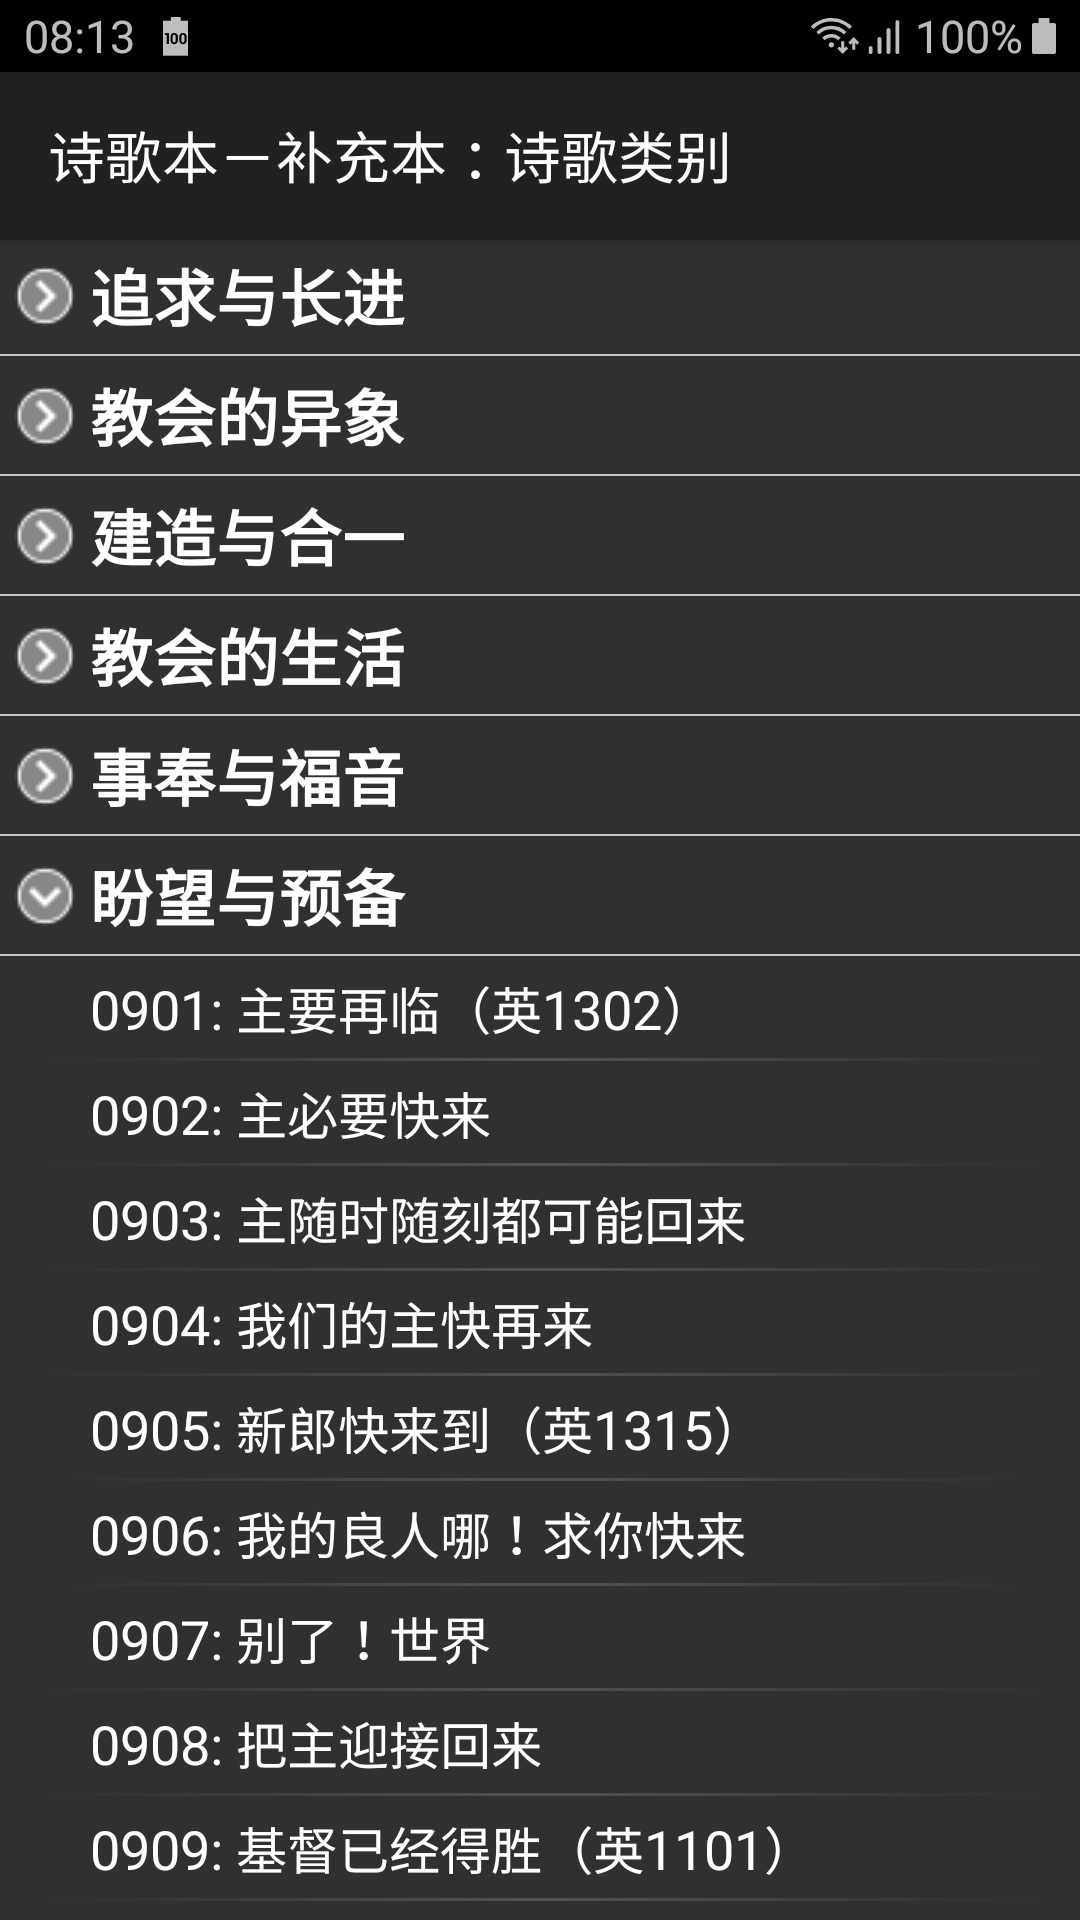 08:13 100 100%
诗歌本－补充本：诗歌类别
追求与长进
教会的异象
建造与合一
教会的生活
事奉与福音
盼望与预备
0901: 主要再临（英1302）
0902: 主必要快来
0903: 主随时随刻都可能回来
0904: 我们的主快再来
0905: 新郎快来到（英1315）
0906: 我的良人哪！求你快来
0907: 别了！世界
0908: 把主迎接回来
0909: 基督已经得胜（英1101）